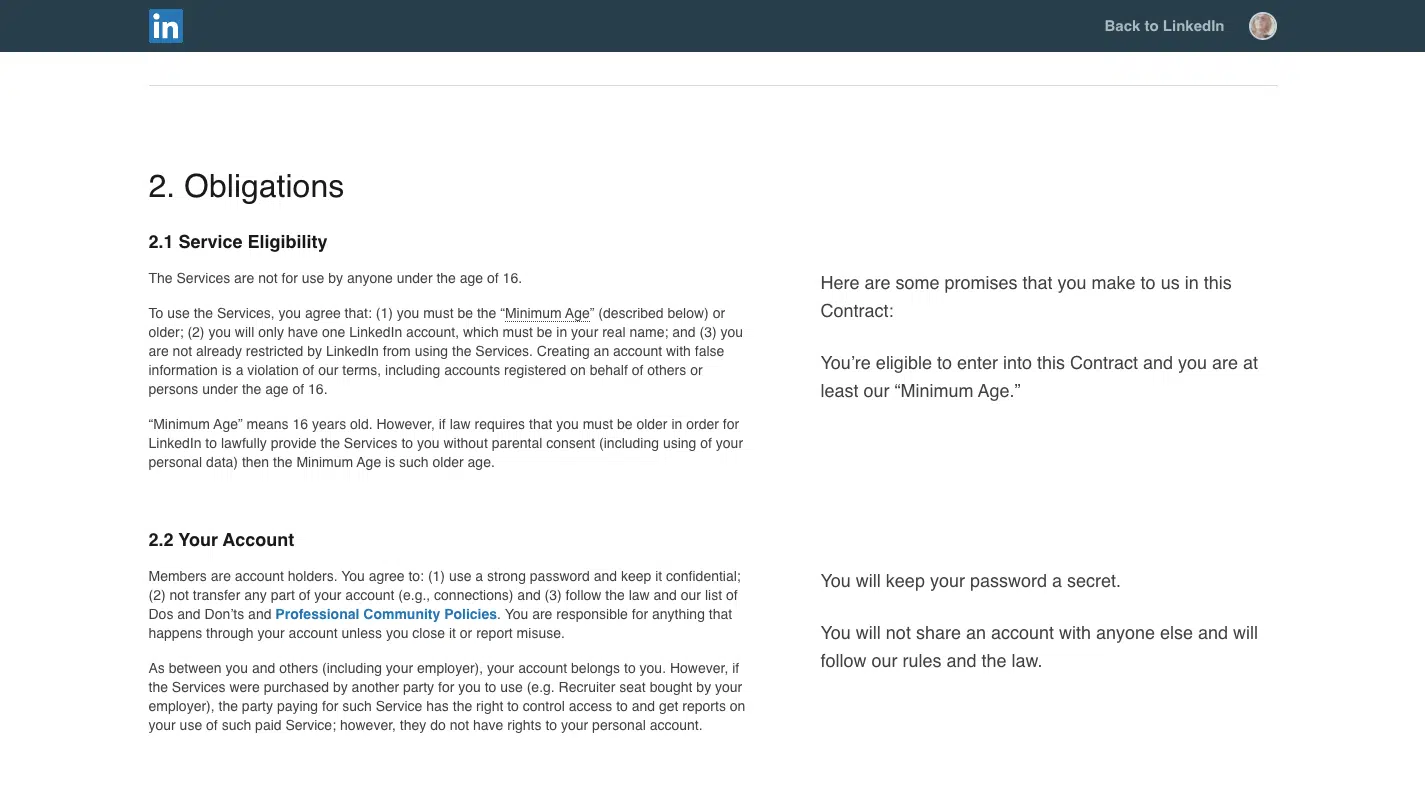 in
Back to LinkedIn
2. Obligations
2.1 Service Eligibility
The Services are not for use by anyone under the age of 16.
To use the Services, you agree that: (1) you must be the “Minimum Age” (described below) or
older; (2) you will only have one LinkedIn account, which must be in your real name; and (3) you
are not already restricted by LinkedIn from using the Services. Creating an account with false
information is a violation of our terms, including accounts registered on behalf of others or
persons under the age of 16.
“Minimum Age” means 16 years old. However, if law requires that you must be older in order for
LinkedIn to lawfully provide the Services to you without parental consent (including using of your
personal data) then the Minimum Age is such older age.
Here are some promises that you make to us in this
Contract:
You’re eligible to enter into this Contract and you are at
least our “Minimum Age.”
2.2 Your Account
Members are account holders. You agree to: (1) use a strong password and keep it confidential;
(2) not transfer any part of your account (e.g., connections) and (3) follow the law and our list of
Dos and Don’ts and Professional Community Policies. You are responsible for anything that
happens through your account unless you close it or report misuse.
As between you and others (including your employer), your account belongs to you. However, if
the Services were purchased by another party for you to use (e.g. Recruiter seat bought by your
employer), the party paying for such Service has the right to control access to and get reports on
your use of such paid Service; however, they do not have rights to your personal account.
You will keep your password a secret.
You will not share an account with anyone else and will
follow our rules and the law.